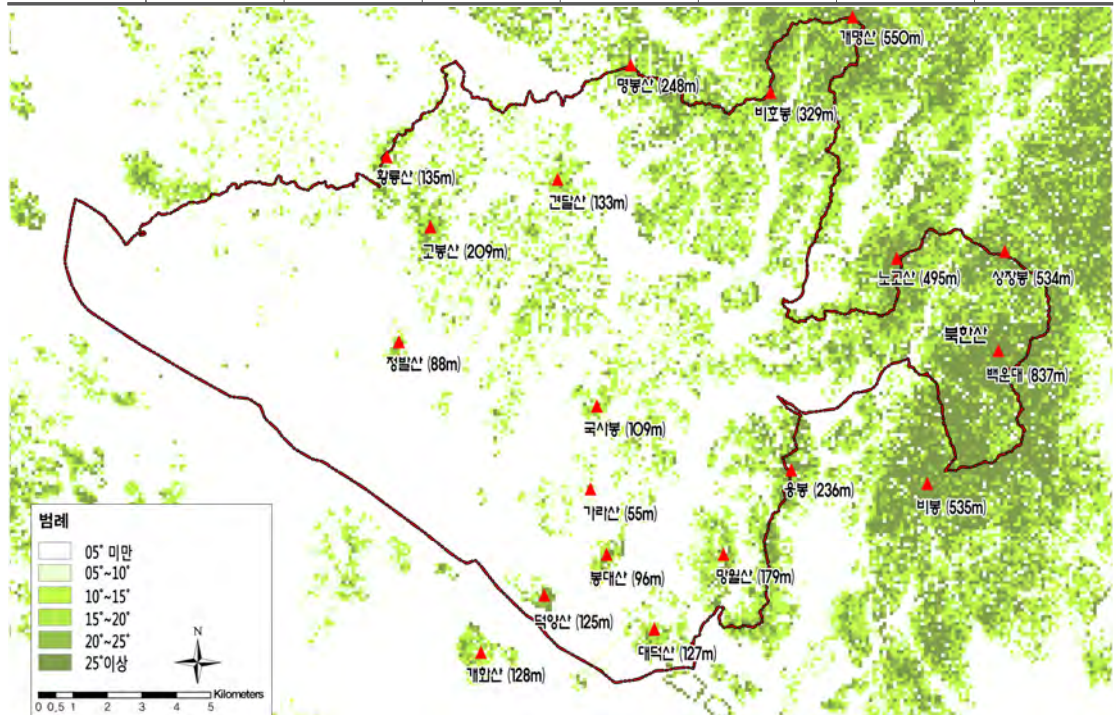 개명산 (550m)
명봉산 (248m)
비호봉 (329m)
황룡산 (135m)
견달산 (133m)
고봉산 (209m)
노고산 (495m)
상장봉 (534m)
북한산
정발산 (88m)
백운대 (837m)
국사봉 (109m)
응봉 (236m)
가라산 (55m)
비봉 (535m)
봉대산 (96m)
망월산 (179m)
덕양산 (125m)
대덕산 (127m)
개화산 (128m)
범례
05° 미만
05°~10°
10°~15°
15°~20°
20°~25°
25°이상
N
Kilometers
0 0,5 1 2 3 4 5